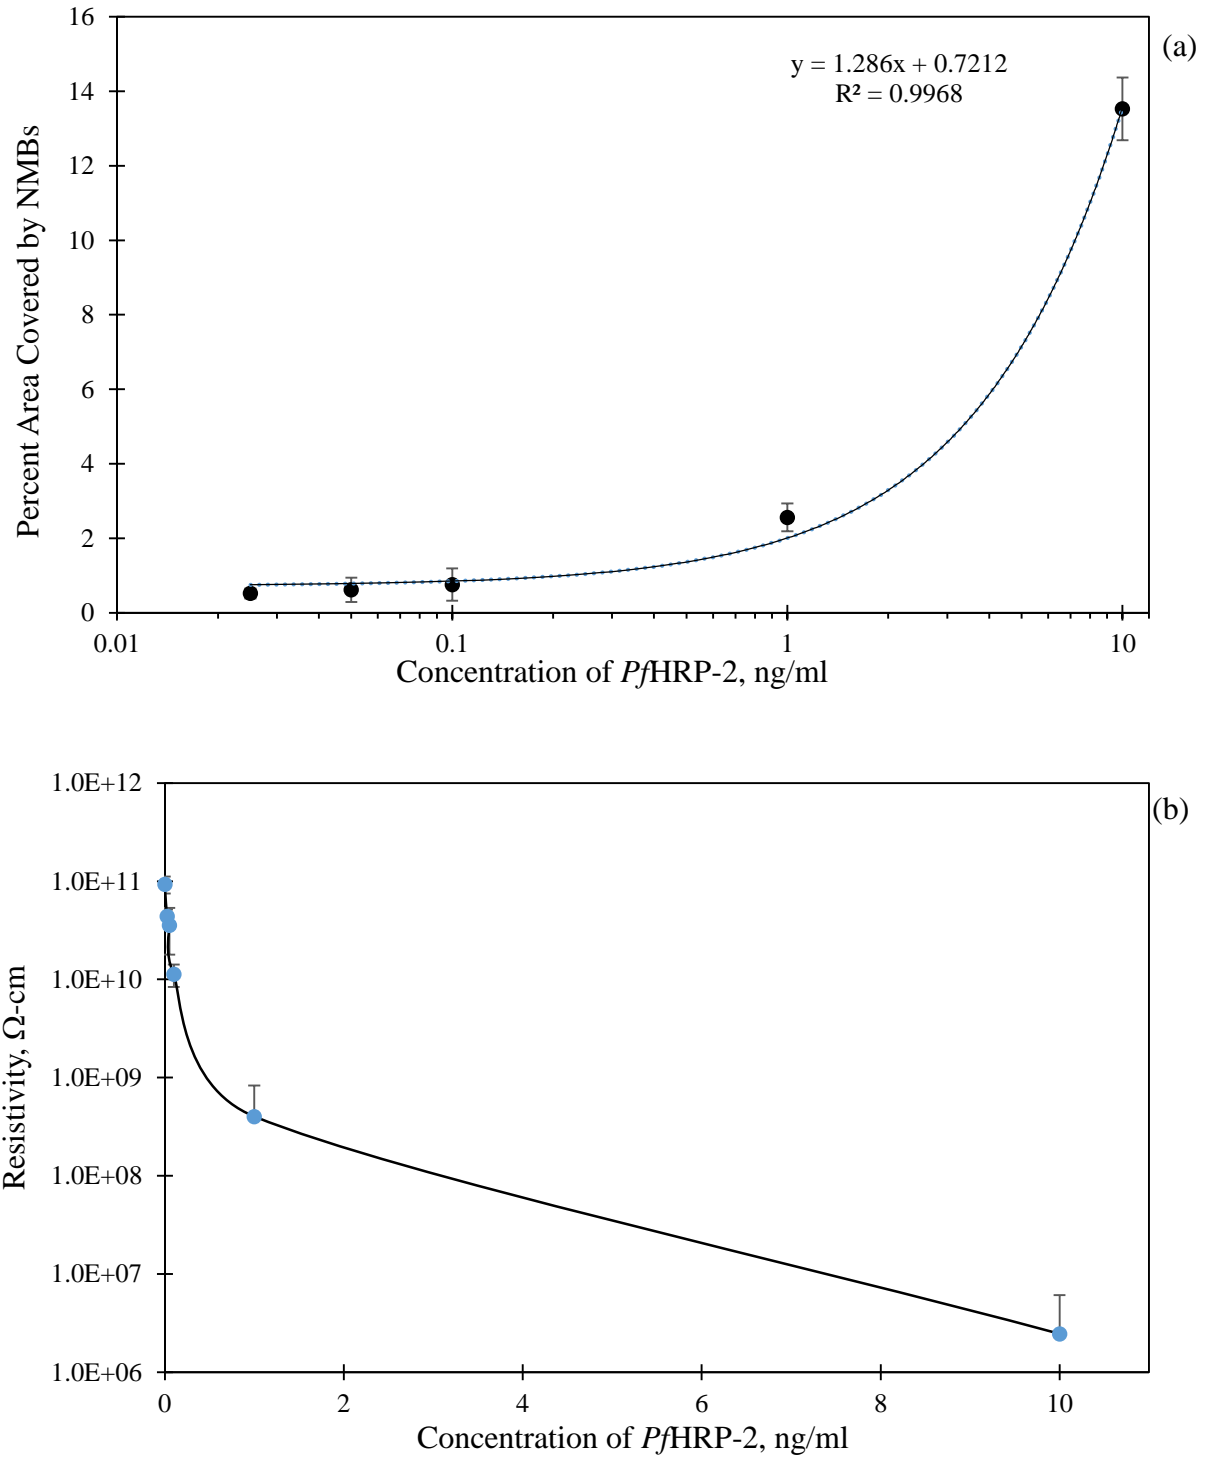 (a)
y = 1.286x + 0.7212
R² = 0.9968
Percent Area Covered by NMBs
16
14
12
10
8
6
4
2
0
0.01 0.1 1 10
Concentration of PfHRP-2, ng/ml
(b)
Resistivity, Ω-cm
1.0E+12
1.0E+11
1.0E+10
1.0E+09
1.0E+08
1.0E+07
1.0E+06
0 2 4 6 8 10
Concentration of PfHRP-2, ng/ml